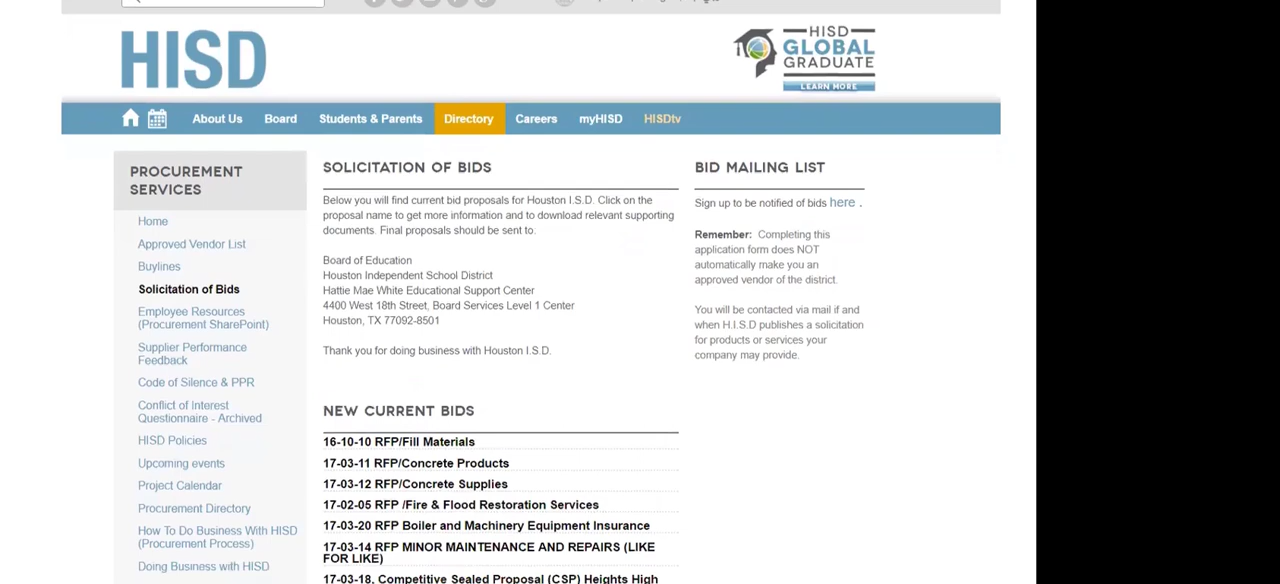 HISD
HISD
GLOBAL
GRADUATE
LEARN MORE
About Us Board Students & Parents Directory Careers myHISD HISDtv
PROCUREMENT
SERVICES
Home
Approved Vendor List
Buylines
Solicitation of Bids
Employee Resources
(Procurement SharePoint)
Supplier Performance
Feedback
Code of Silence & PPR
Conflict of Interest
Questionnaire - Archived
HISD Policies
Upcoming events
Project Calendar
Procurement Directory
How To Do Business With HISD
(Procurement Process)
Doing Business with HISD
SOLICITATION OF BIDS
Below you will find current bid proposals for Houston I.S.D. Click on the
proposal name to get more information and to download relevant supporting
documents. Final proposals should be sent to.
Board of Education
Houston Independent School District
Hattie Mae White Educational Support Center
4400 West 18th Street, Board Services Level 1 Center
Houston, TX 77092-8501
Thank you for doing business with Houston I.S.D.
NEW CURRENT BIDS
16-10-10 RFP/Fill Materials
17-03-11 RFP/Concrete Products
17-03-12 RFP/Concrete Supplies
17-02-05 RFP /Fire & Flood Restoration Services
17-03-20 RFP Boiler and Machinery Equipment Insurance
17-03-14 RFP MINOR MAINTENANCE AND REPAIRS (LIKE
FOR LIKE)
17-03-18, Competitive Sealed Proposal (CSP) Heights High
BID MAILING LIST
Sign up to be notified of bids here .
Remember: Completing this
application form does NOT
automatically make you an
approved vendor of the district.
You will be contacted via mail if and
when H.I.S.D publishes a solicitation
for products or services your
company may provide.